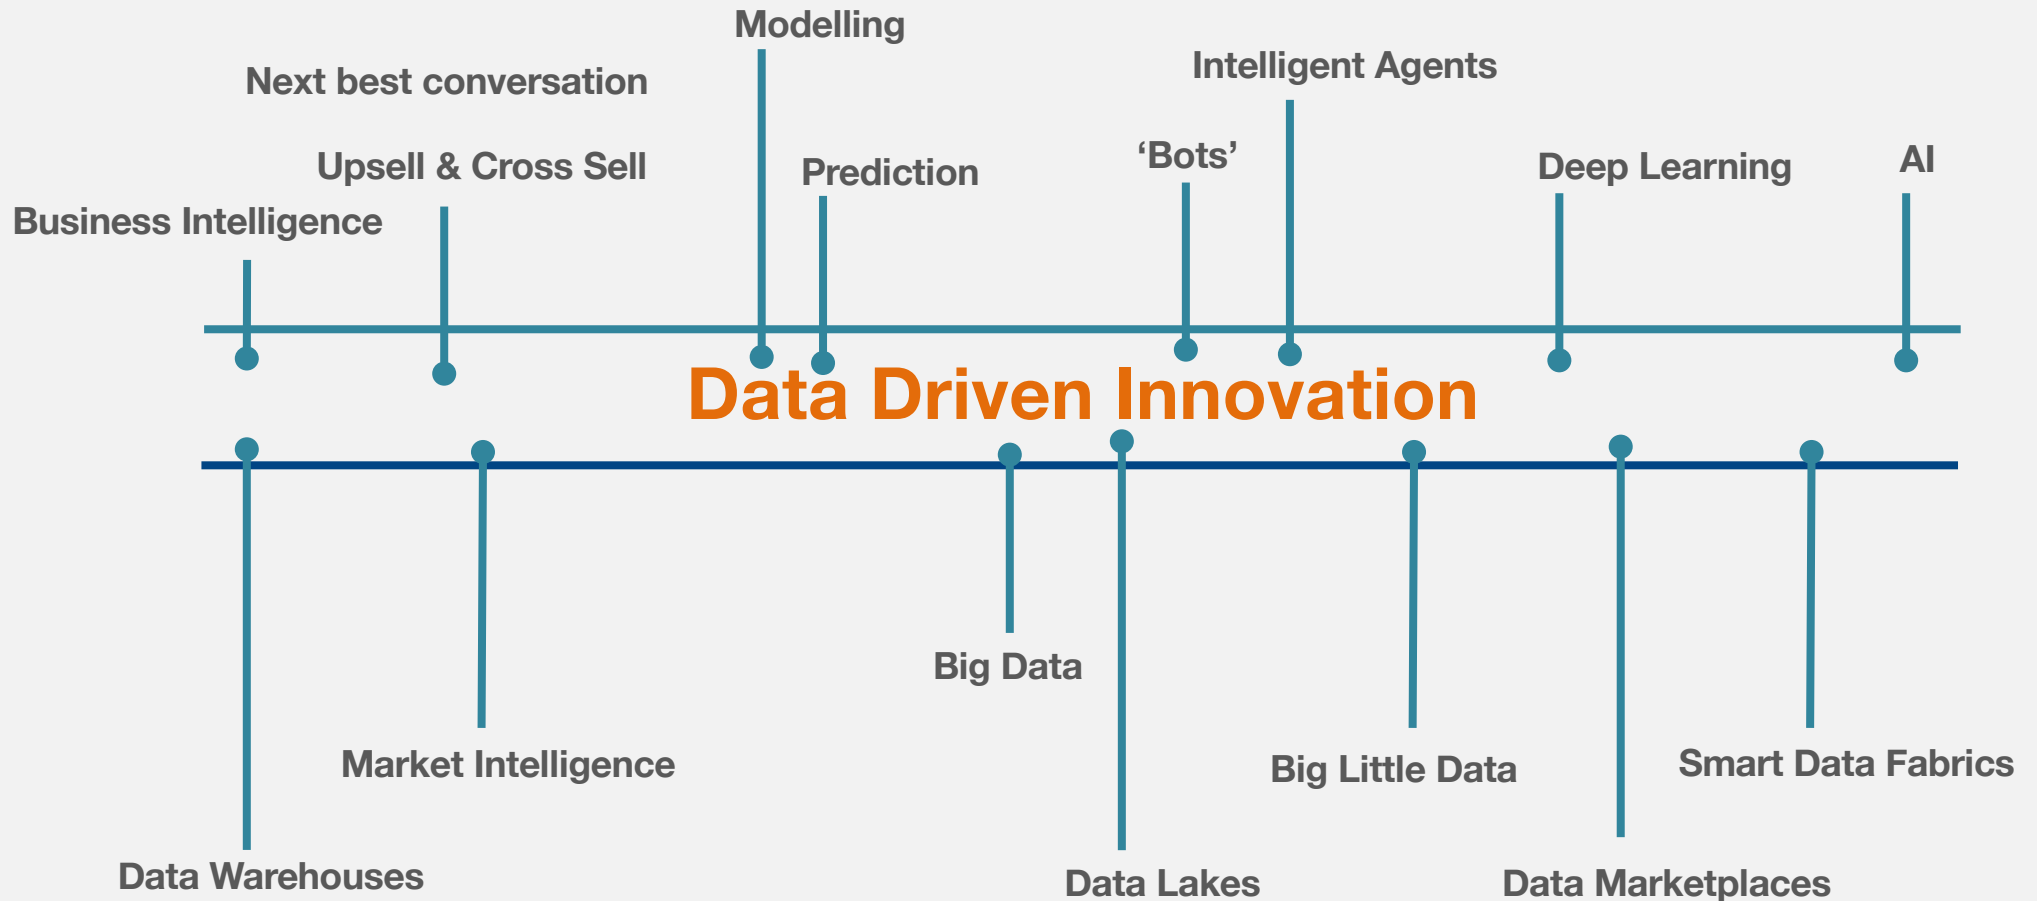 Modelling
Intelligent Agents
Next best conversation
‘Bots’
Upsell & Cross Sell
Prediction
Deep Learning
AI
Business Intelligence
Data Driven Innovation
Big Data
Market Intelligence
Big Little Data
Smart Data Fabrics
Data Warehouses
Data Lakes
Data Marketplaces